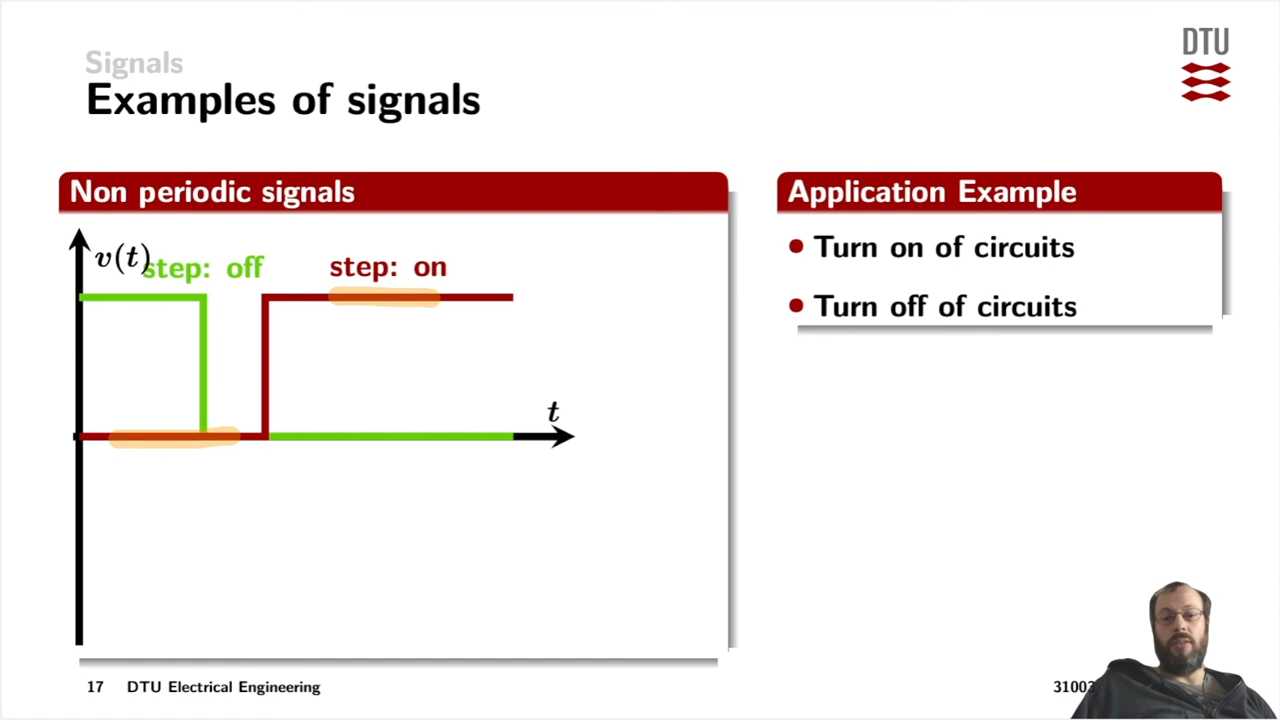 Signals
Examples of signals
DTU
Non periodic signals
v(t)
step: off
step: on
t
Application Example
• Turn on of circuits
• Turn off of circuits
17 DTU Electrical Engineering
31003